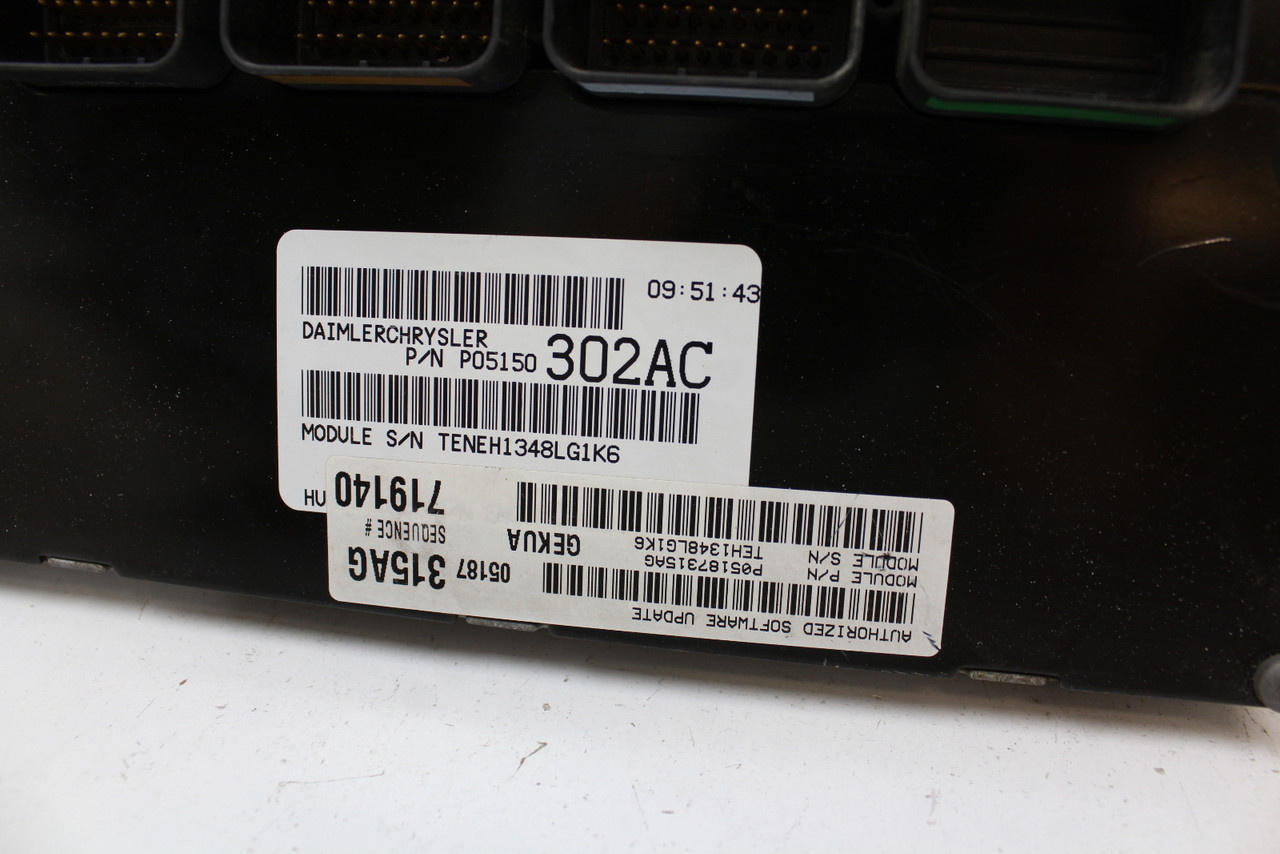 09:51:43
DAIMLERCHRYSLER
P/N P05150 302AC
MODULE S/N TENEH1348LG1K6
HU
AUTHORIZED SOFTWARE UPDATE
MODULE P/N P05187315AG
MODULE S/N TEH1348LG1K6
05187 315AG
GEKUA
SEQUENCE #
719140